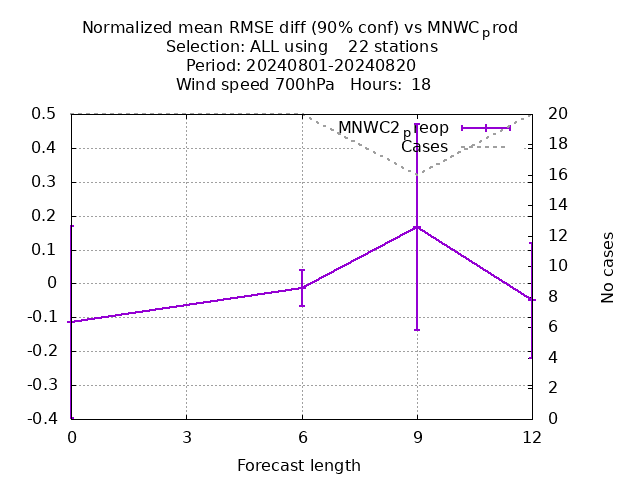 Normalized mean RMSE diff (90% conf) vs MNWCprod
Selection: ALL using 22 stations
Period: 20240801-20240820
Wind speed 700hPa Hours: 18
MNWC2preop
Cases
0.5
0.4
0.3
0.2
0.1
0
-0.1
-0.2
-0.3
-0.4
20
18
16
14
12
10
8
6
4
2
0
No cases
0 3 6 9 12
Forecast length